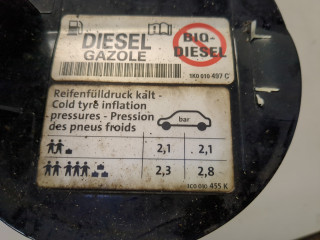 DIESEL
GAZOLE
BIO-
DIESEL
1K0 010 497 C
Reifenfülldruck kalt -
Cold tyre inflation
pressures - Pression
des pneus froids
bar
2,1 2,1
2,3 2,8
1C0 010 455 K